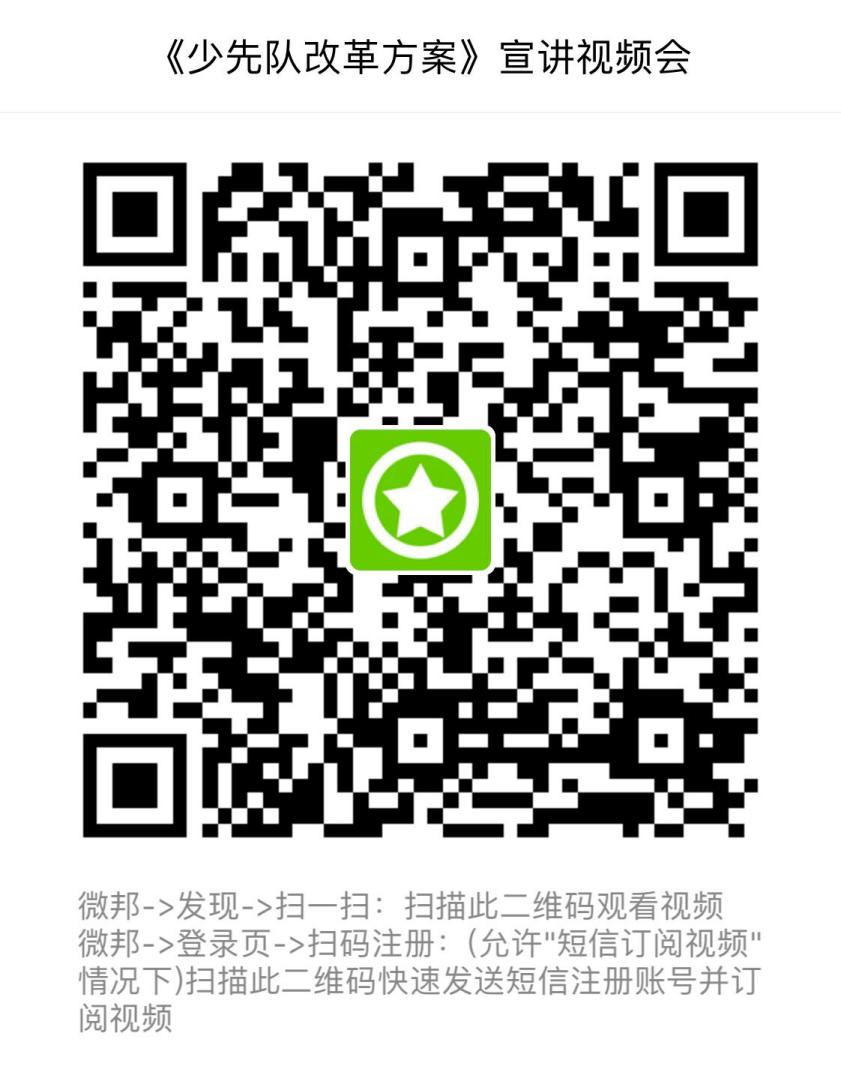 《少先队改革方案》宣讲视频会
微邦->发现->扫一扫：扫描此二维码观看视频
微邦->登录页->扫码注册：(允许"短信订阅视频"
情况下)扫描此二维码快速发送短信注册账号并订
阅视频